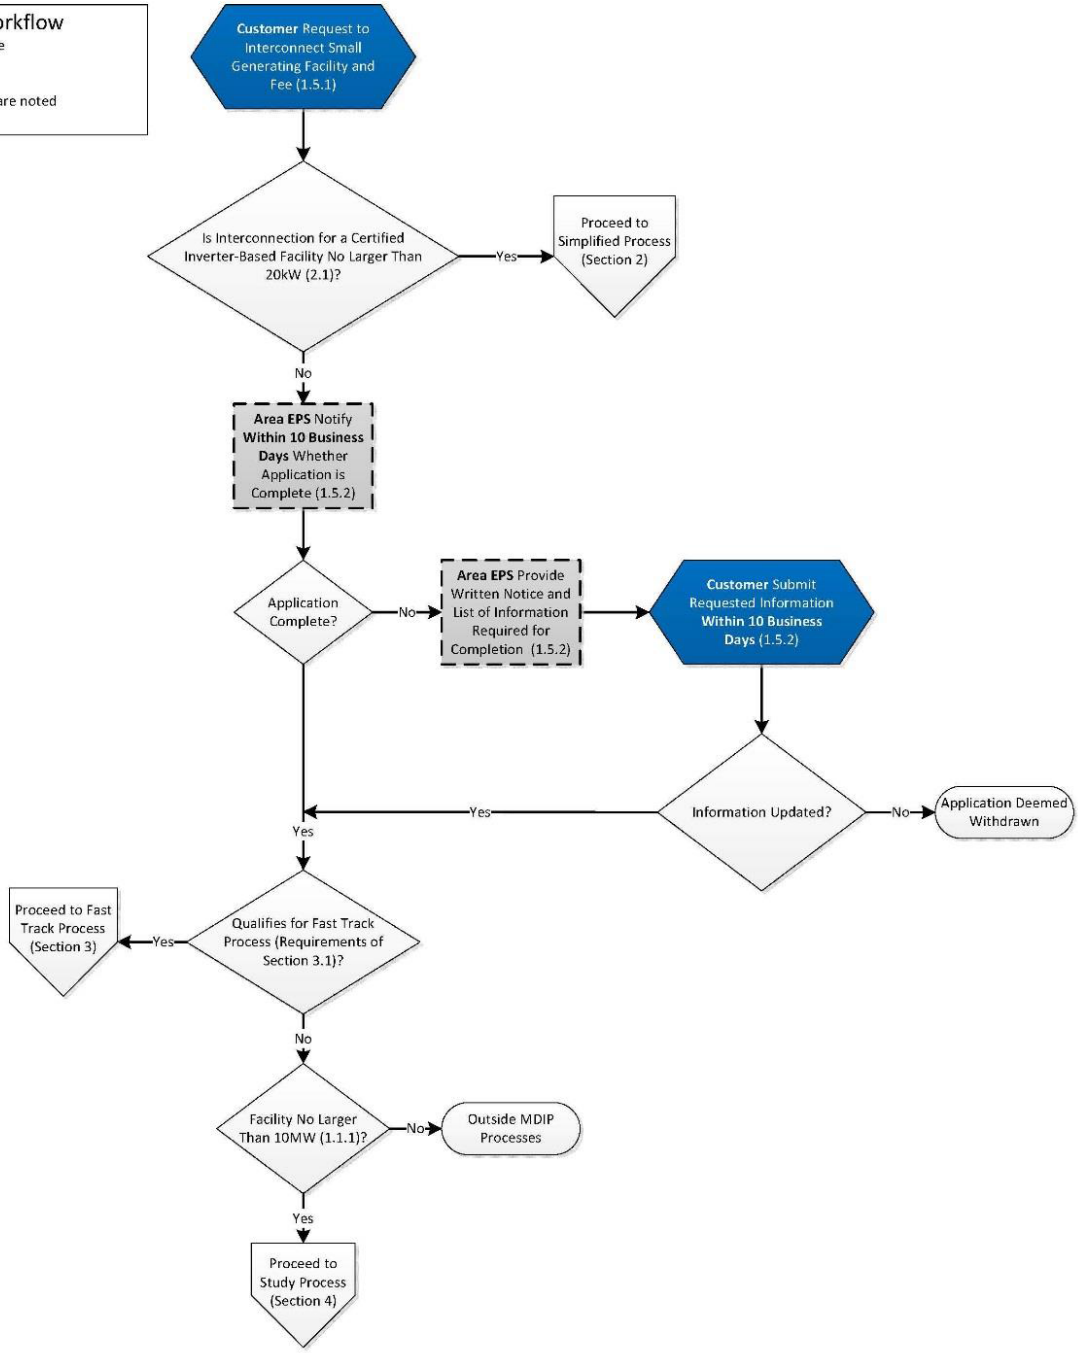 orkflow
e
are noted
Customer Request to
Interconnect Small
Generating Facility and
Fee (1.5.1)
Is Interconnection for a Certified
Inverter-Based Facility No Larger Than
20kW (2.1)?
Yes
Proceed to
Simplified Process
(Section 2)
No
Area EPS Notify
Within 10 Business
Days Whether
Application is
Complete (1.5.2)
Application
Complete?
No
Area EPS Provide
Written Notice and
List of Information
Required for
Completion (1.5.2)
Customer Submit
Requested Information
Within 10 Business
Days (1.5.2)
Information Updated?
No
Application Deemed
Withdrawn
Yes
Yes
Qualifies for Fast Track
Process (Requirements of
Section 3.1)?
Yes
Proceed to Fast
Track Process
(Section 3)
No
Facility No Larger
Than 10MW (1.1.1)?
No
Outside MDIP
Processes
Yes
Proceed to
Study Process
(Section 4)